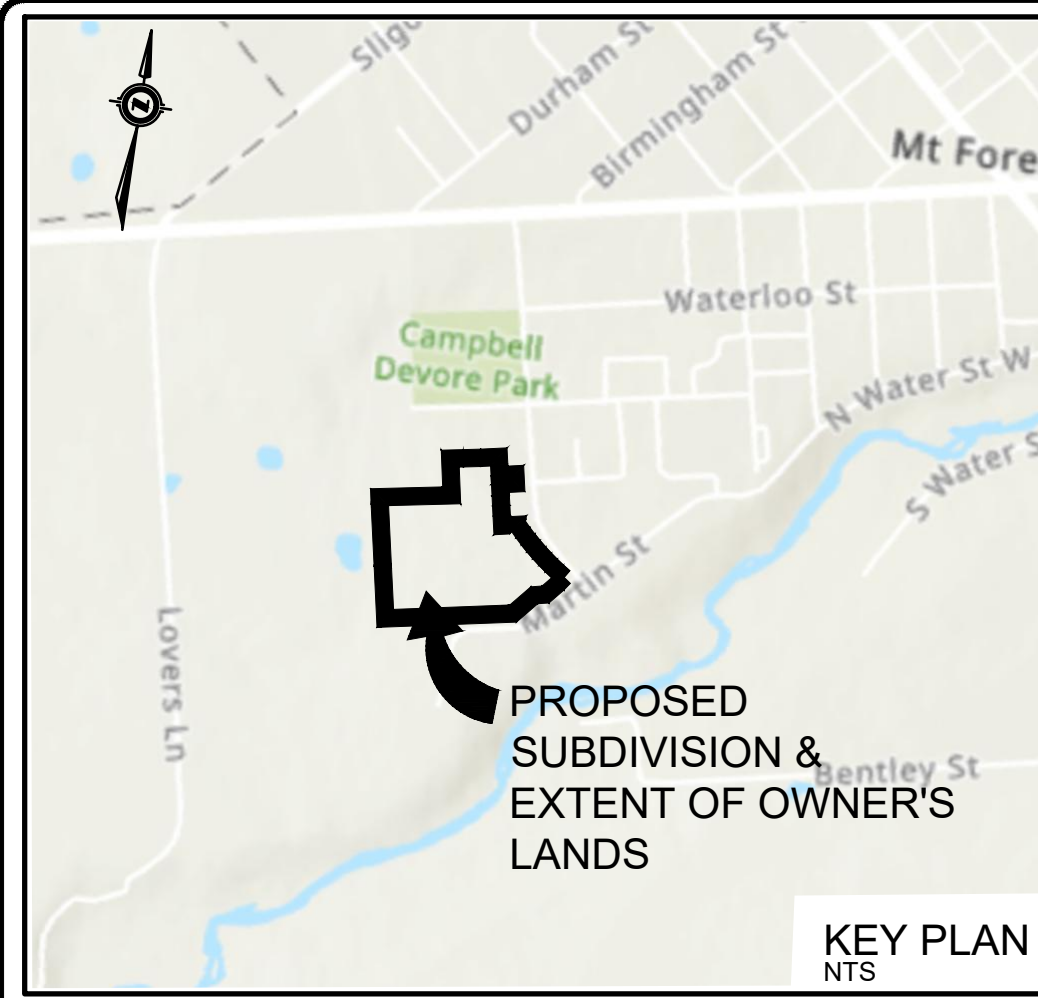 Sligo
Durham St
Birmingham St
Mt Fore
N
Waterloo St
Campbell
Devore Park
N Water St W
S Water S
Martin St
Lovers Ln
PROPOSED
SUBDIVISION &
EXTENT OF OWNER'S
LANDS
Bentley St
KEY PLAN
NTS